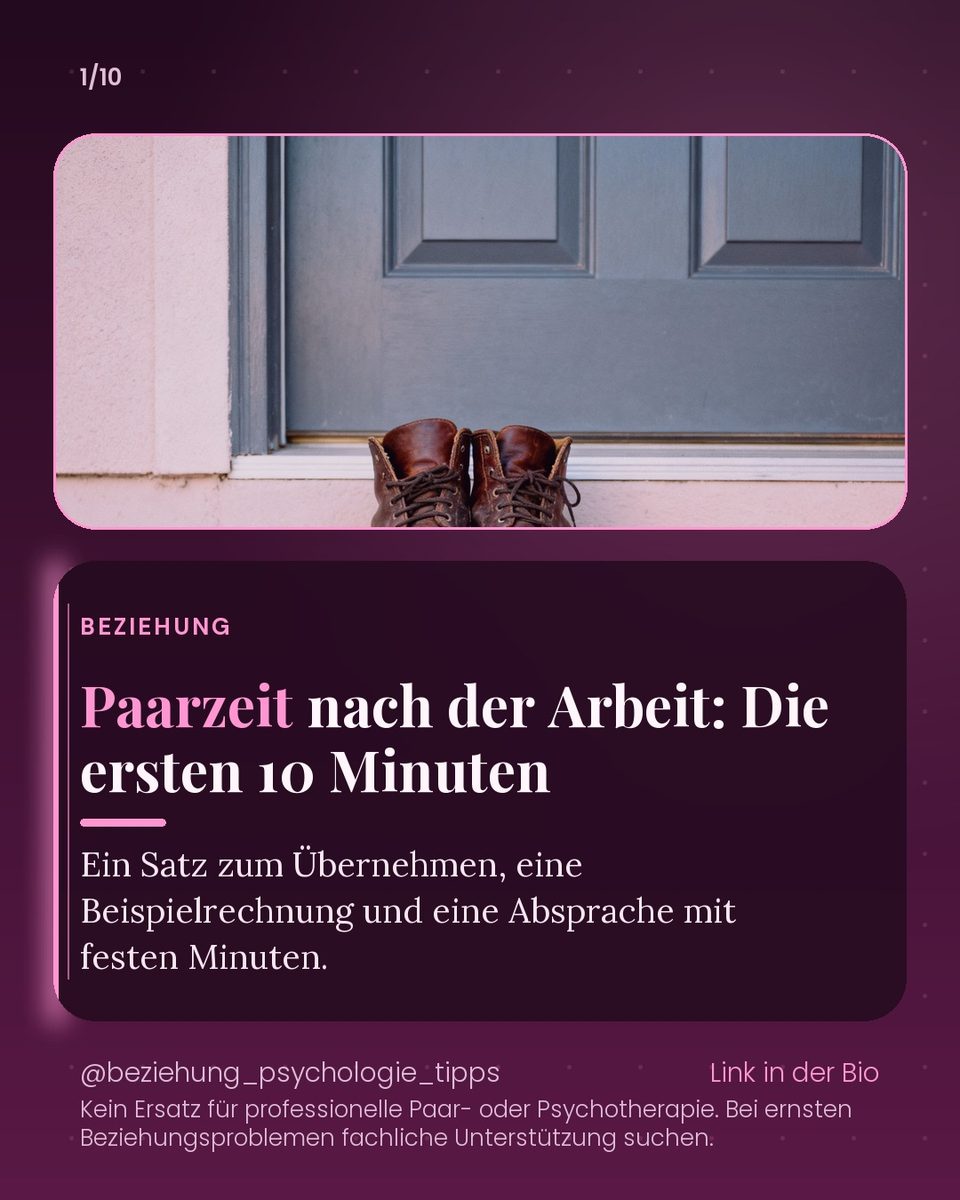 1/10
BEZIEHUNG
Paarzeit nach der Arbeit: Die
ersten 10 Minuten
Ein Satz zum Übernehmen, eine
Beispielrechnung und eine Absprache mit
festen Minuten.
@beziehung_psychologie_tipps
Link in der Bio
Kein Ersatz für professionelle Paar- oder Psychotherapie. Bei ernsten
Beziehungsproblemen fachliche Unterstützung suchen.